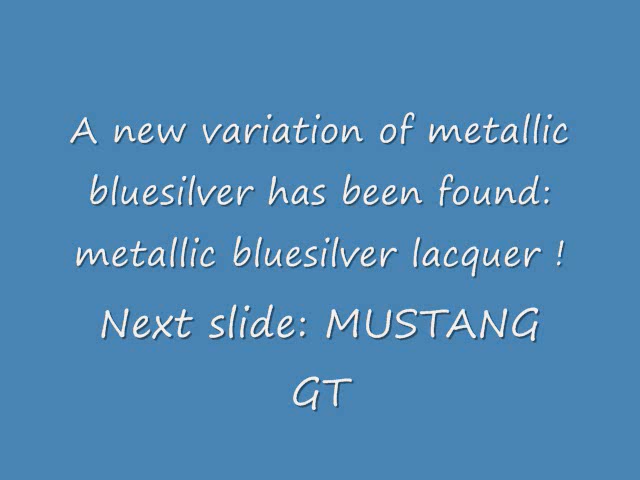 A new variation of metallic
bluesilver has been found:
metallic bluesilver lacquer !
Next slide: MUSTANG
GT